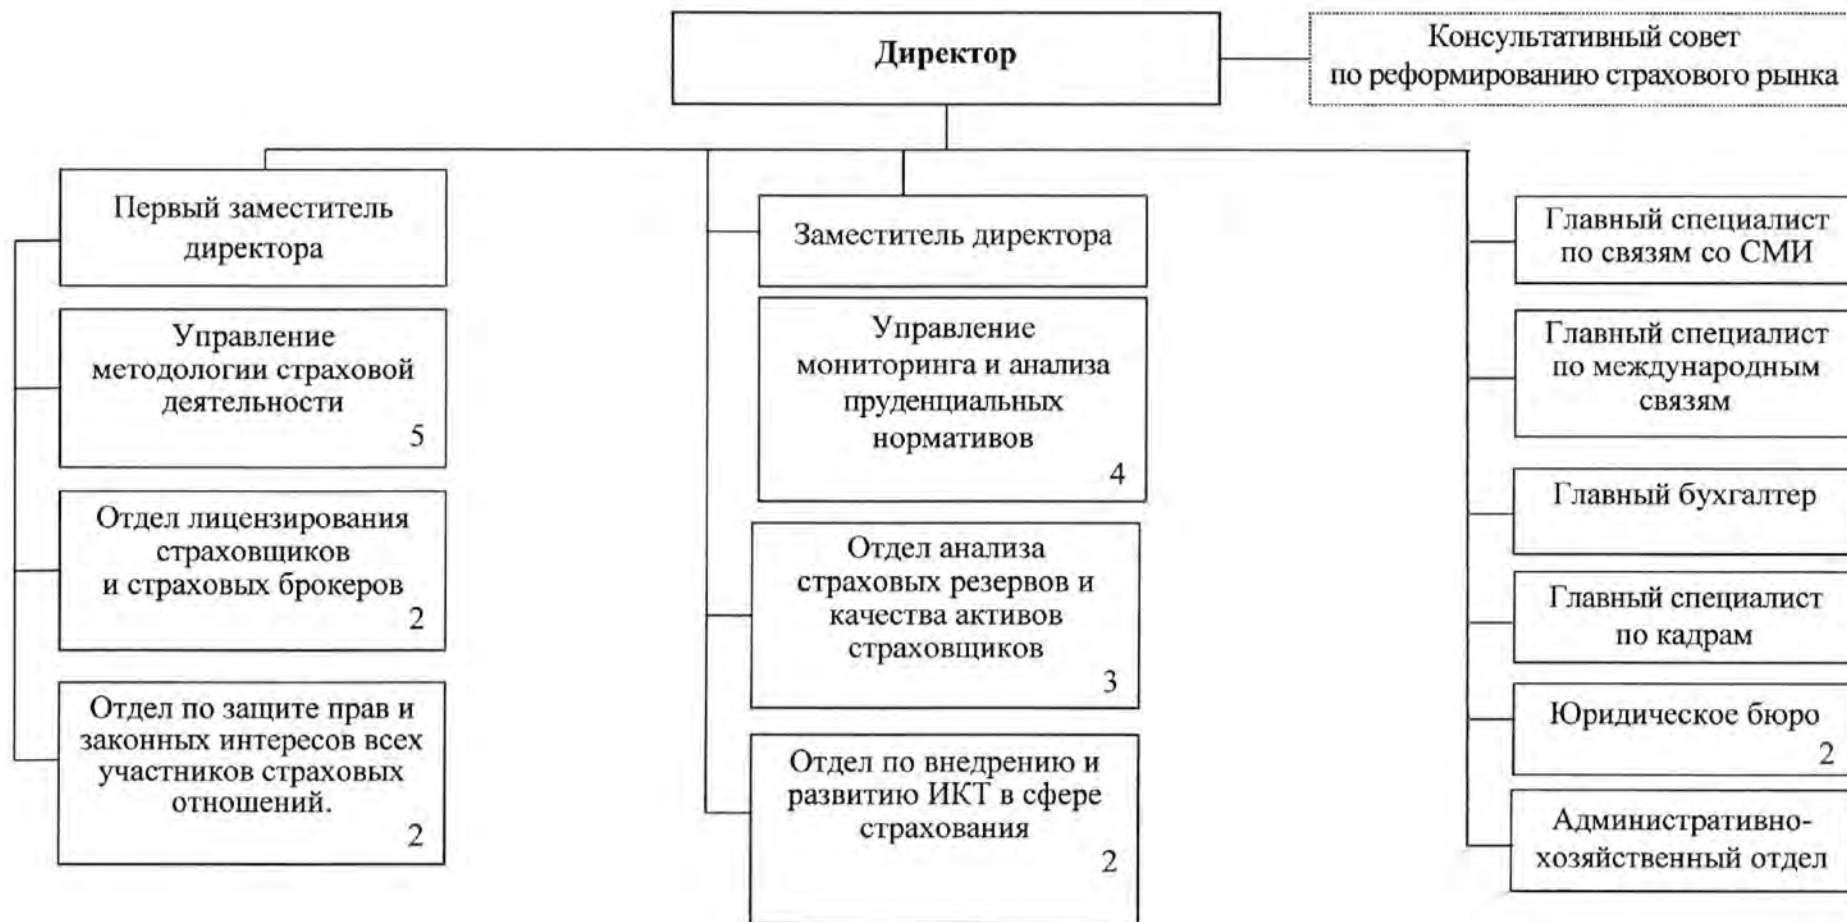 Директор
Консультативный совет
по реформированию страхового рынка
Первый заместитель
директора
Управление
методологии страховой
деятельности
5
Отдел лицензирования
страховщиков
и страховых брокеров
2
Отдел по защите прав и
законных интересов всех
участников страховых
отношений.
2
Заместитель директора
Управление
мониторинга и анализа
пруденциальных
нормативов
4
Отдел анализа
страховых резервов и
качества активов
страховщиков
3
Отдел по внедрению и
развитию ИКТ в сфере
страхования
2
Главный специалист
по связям со СМИ
Главный специалист
по международным
связям
Главный бухгалтер
Главный специалист
по кадрам
Юридическое бюро
2
Административно-
хозяйственный отдел